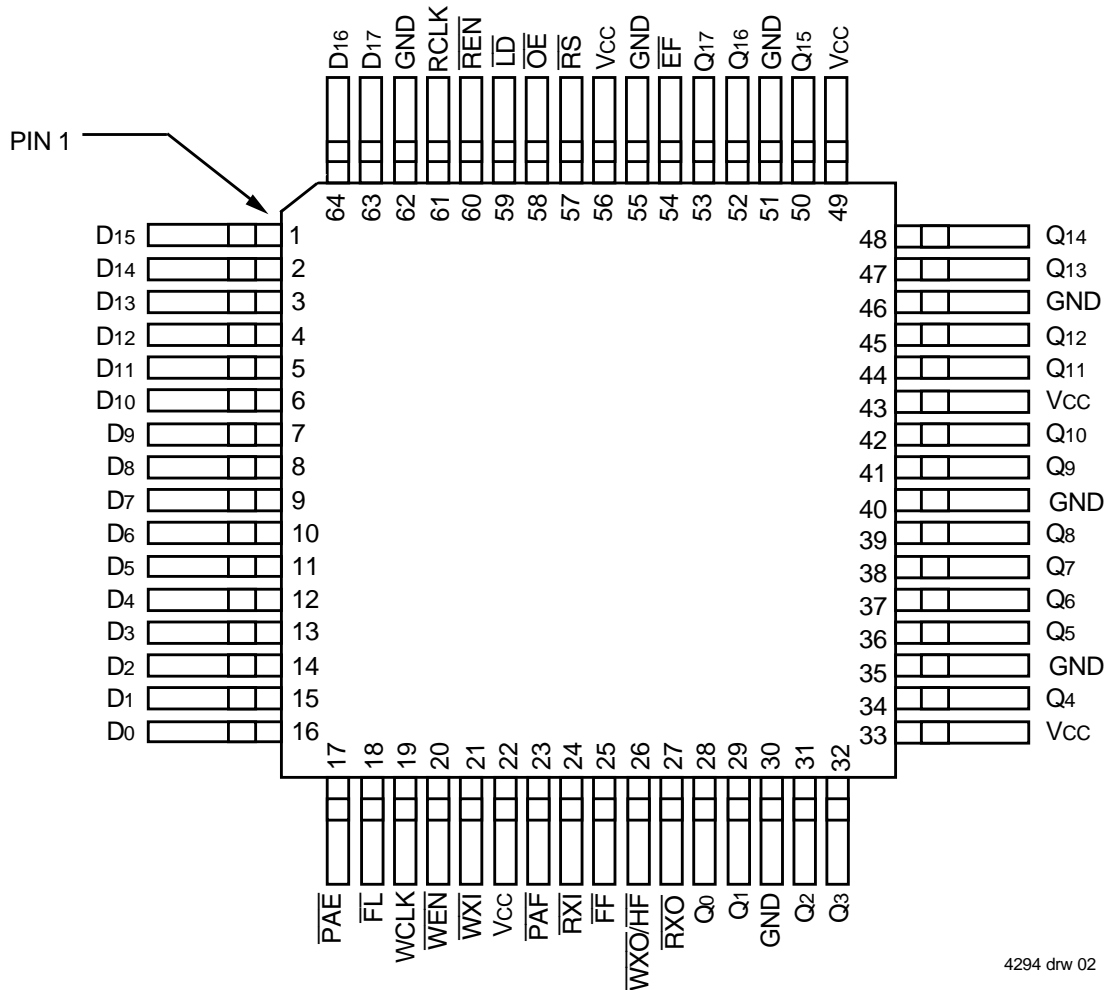 D16 D17 GND RCLK REN LD OE RS VCC GND EF Q17 Q16 GND Q15 VCC
PIN 1
64 63 62 61 60 59 58 57 56 55 54 53 52 51 50 49
D15 1 48 Q14
D14 2 47 Q13
D13 3 46 GND
D12 4 45 Q12
D11 5 44 Q11
D10 6 43 VCC
D9 7 42 Q10
D8 8 41 Q9
D7 9 40 GND
D6 10 39 Q8
D5 11 38 Q7
D4 12 37 Q6
D3 13 36 Q5
D2 14 35 GND
D1 15 34 Q4
D0 16 33 VCC
17 18 19 20 21 22 23 24 25 26 27 28 29 30 31 32
PAE FL WCLK WEN WXI VCC PAF RXI FF WXO/HF RXO Q0 Q1 GND Q2 Q3
4294 drw 02